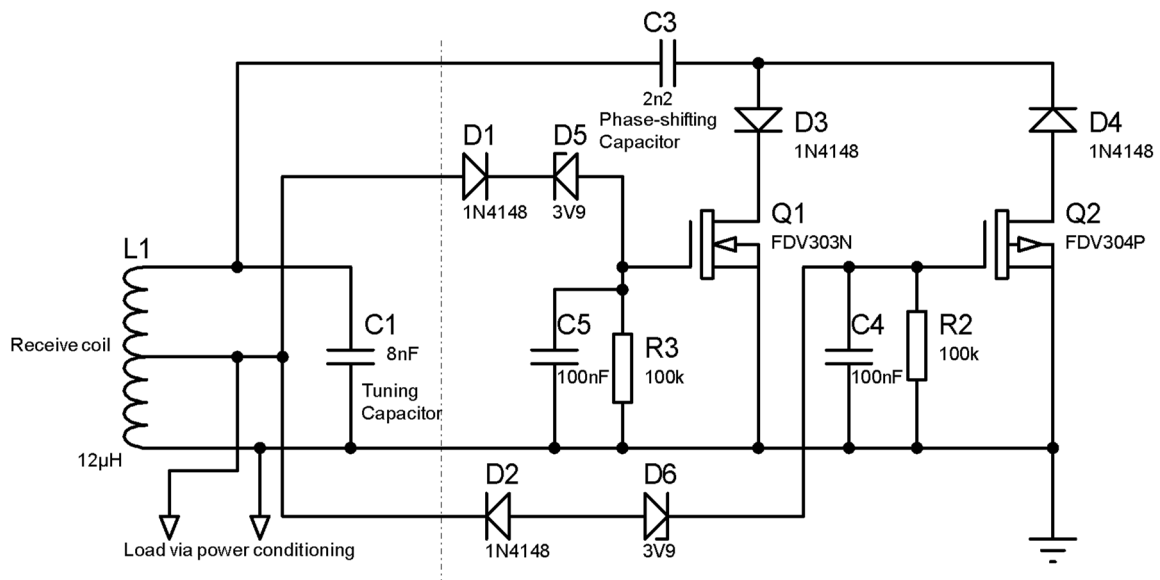 C3
2n2
Phase-shifting
Capacitor
D1
1N4148
D5
3V9
D3
1N4148
D4
1N4148
Q1
FDV303N
Q2
FDV304P
L1
Receive coil
12µH
C1
8nF
Tuning
Capacitor
C5
100nF
R3
100k
C4
100nF
R2
100k
D2
1N4148
D6
3V9
Load via power conditioning